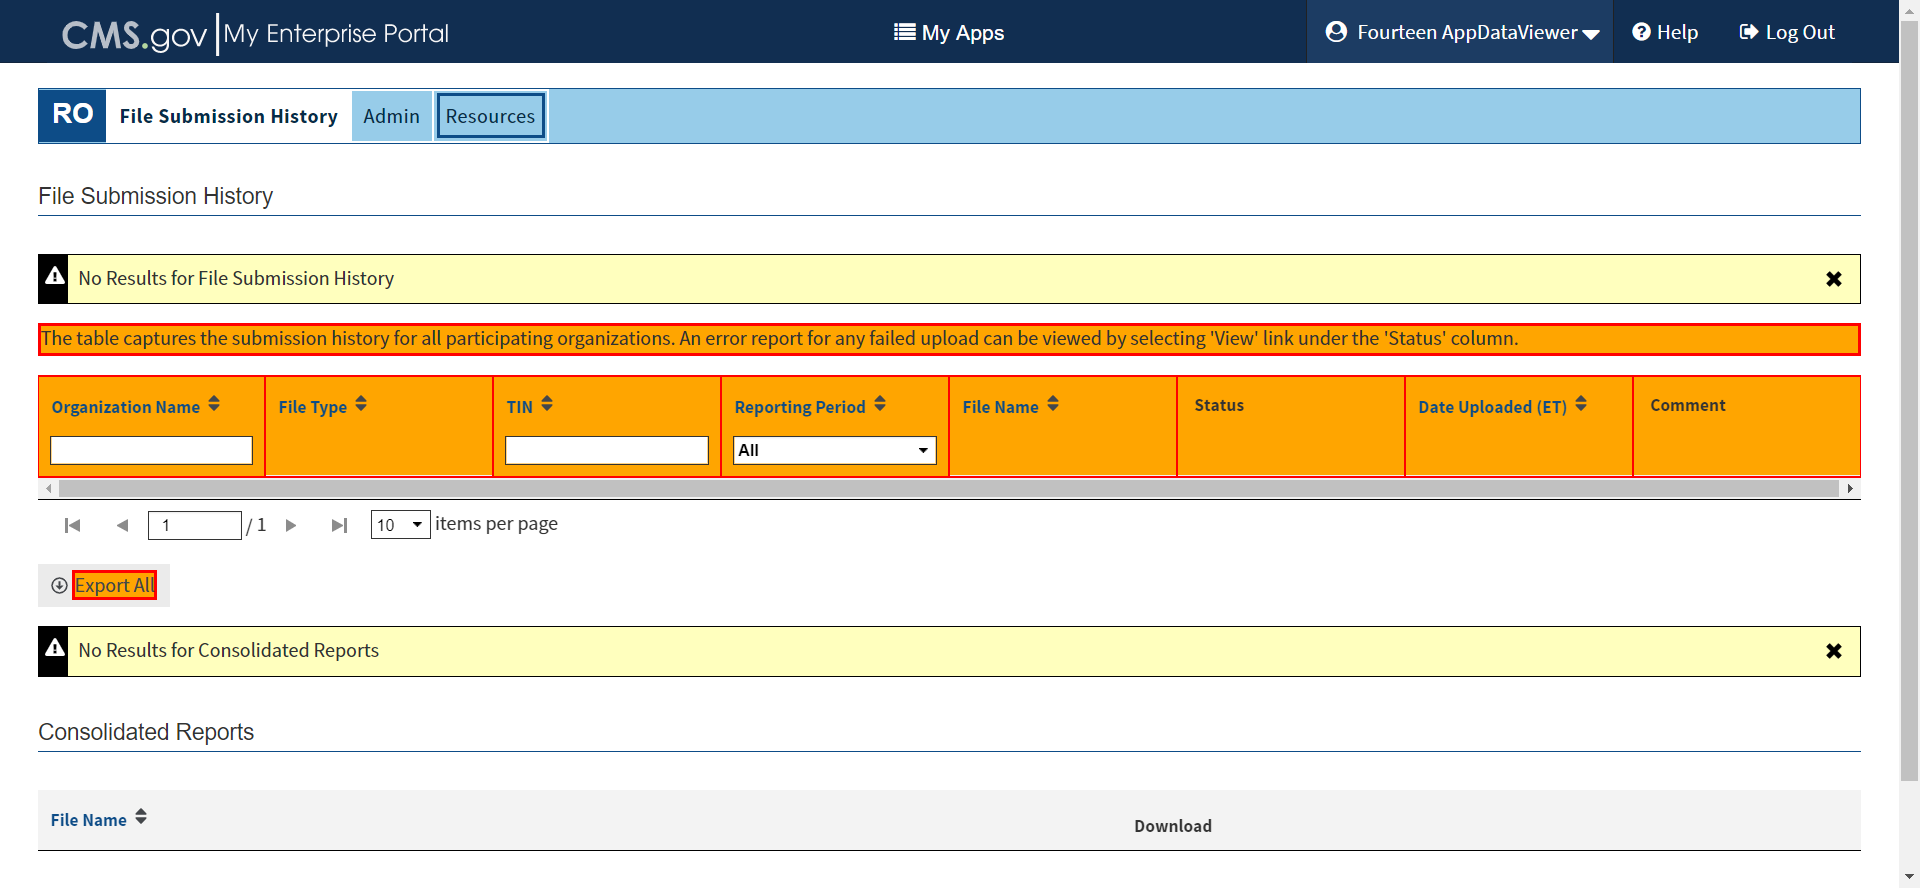 CMS.gov My Enterprise Portal
My Apps
Fourteen AppDataViewer
Help
Log Out
RO
File Submission History
Admin
Resources
File Submission History
No Results for File Submission History
The table captures the submission history for all participating organizations. An error report for any failed upload can be viewed by selecting 'View' link under the 'Status' column.
Organization Name
File Type
TIN
Reporting Period
File Name
Status
Date Uploaded (ET)
Comment
All
1 / 1
10 items per page
Export All
No Results for Consolidated Reports
Consolidated Reports
File Name
Download